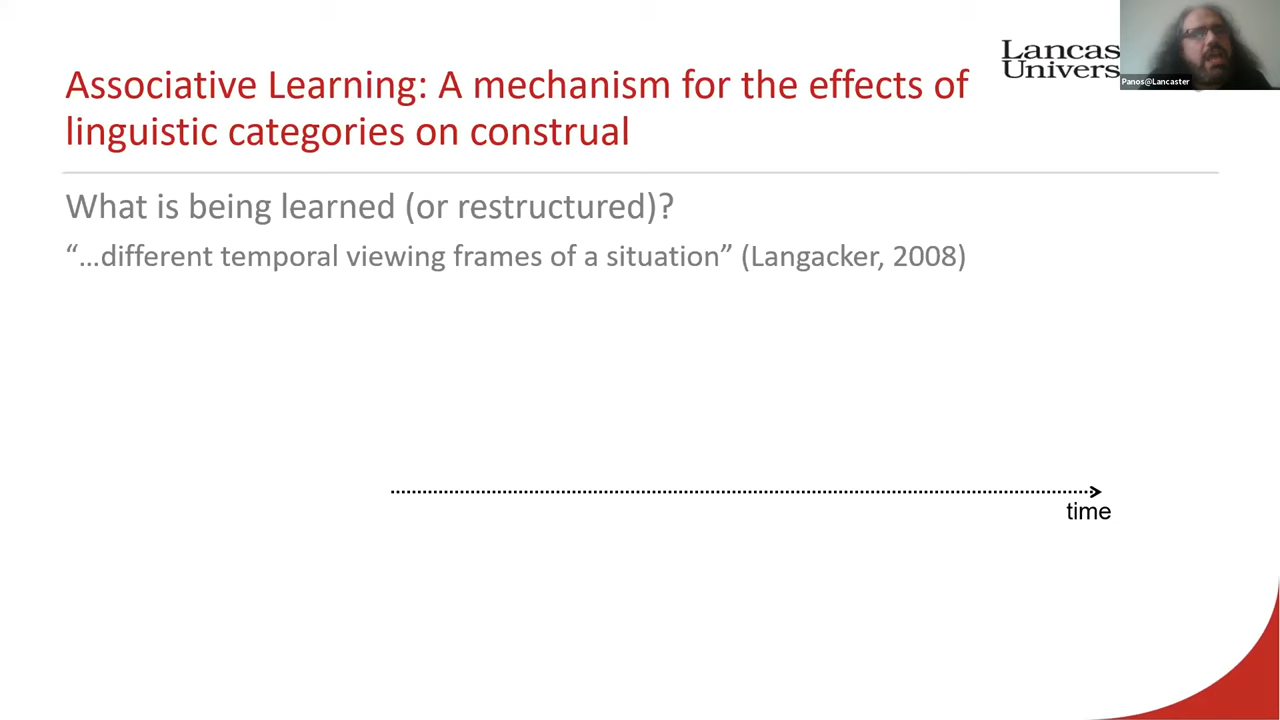 Associative Learning: A mechanism for the effects of
linguistic categories on construal
Lancas
Univers
Panos@Lancaster
What is being learned (or restructured)?
“…different temporal viewing frames of a situation” (Langacker, 2008)
time